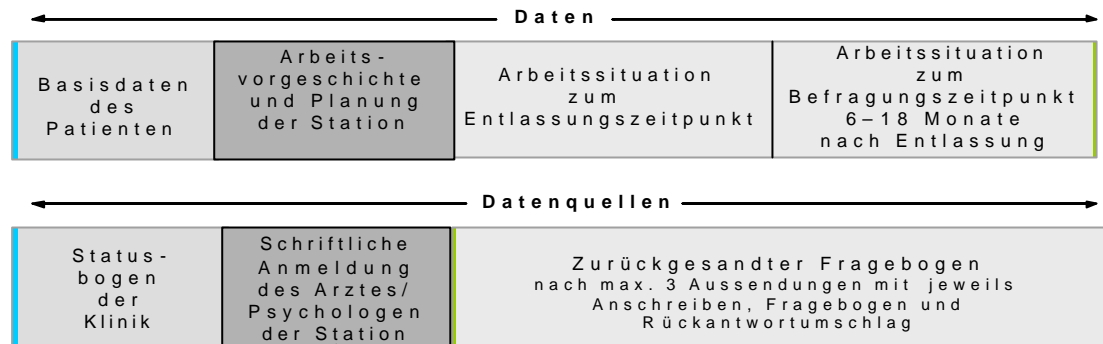 Daten
Basisdaten
des
Patienten
Arbeits-
vorgeschichte
und Planung
der Station
Arbeitssituation
zum
Entlassungszeitpunkt
Arbeitssituation
zum
Befragungszeitpunkt
6–18 Monate
nach Entlassung
Datenquellen
Status-
bogen
der
Klinik
Schriftliche
Anmeldung
des Arztes/
Psychologen
der Station
Zurückgesandter Fragebogen
nach max. 3 Aussendungen mit jeweils
Anschreiben, Fragebogen und
Rückantwortumschlag